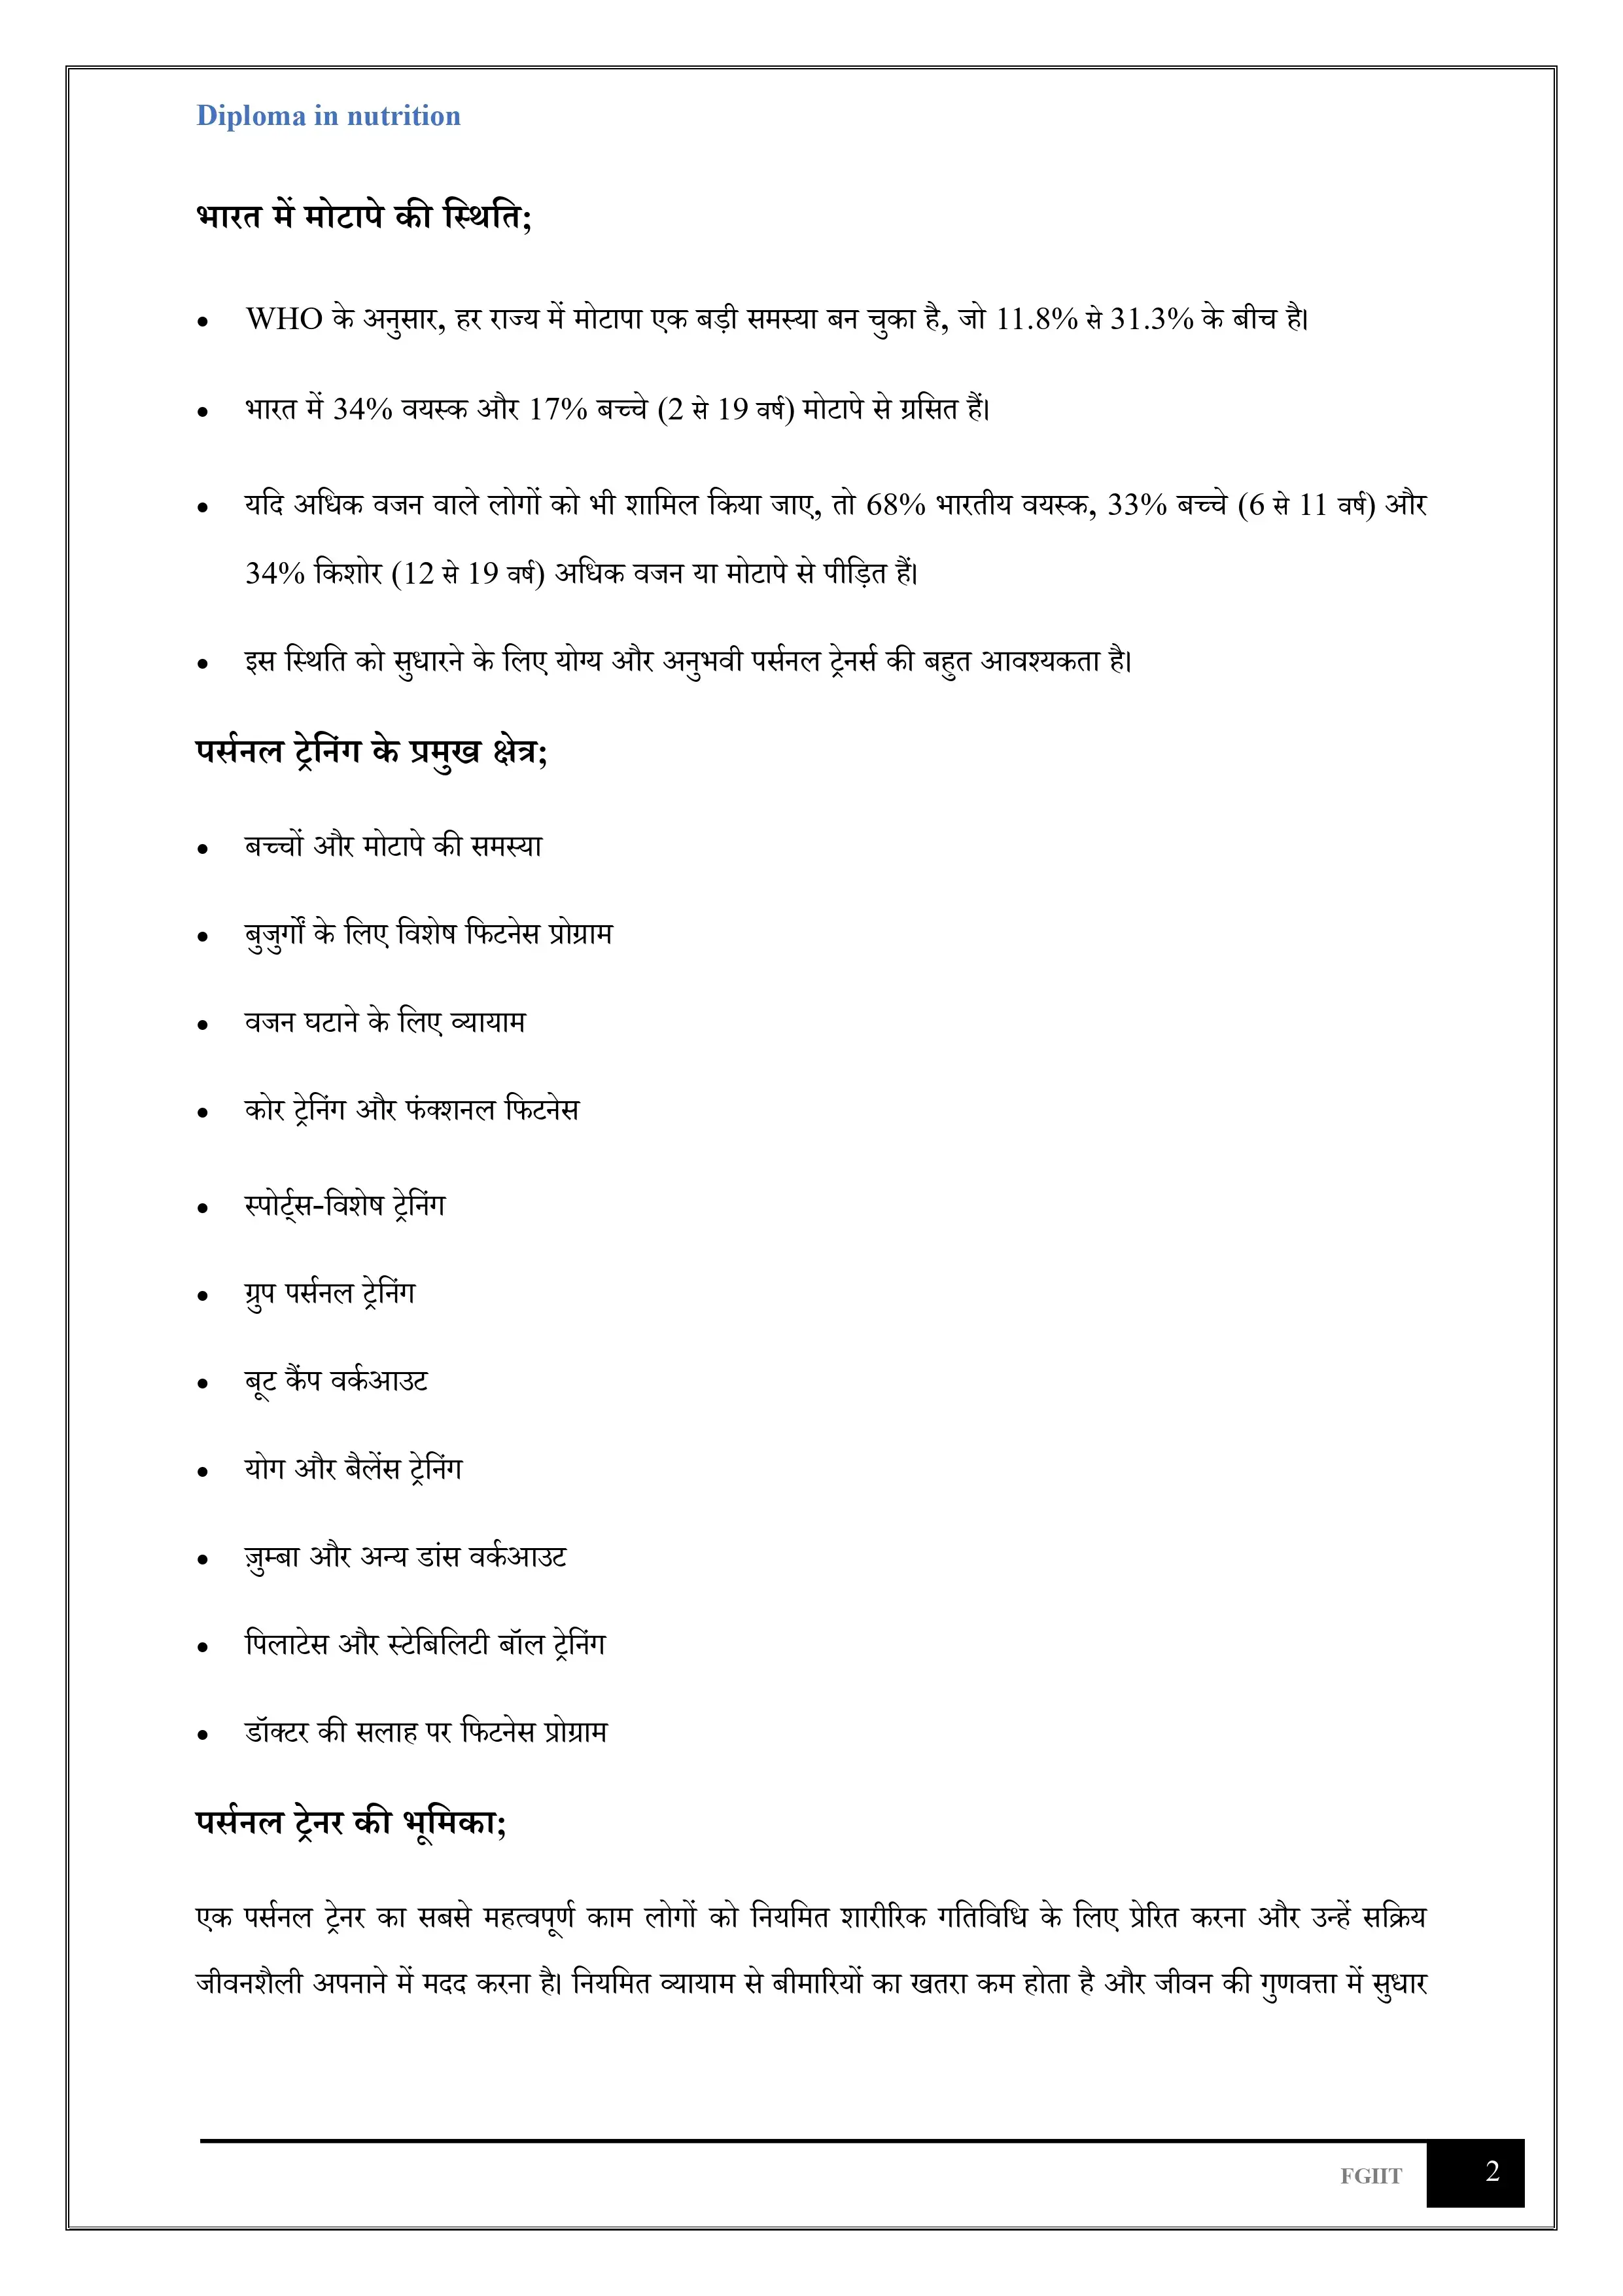 Diploma in nutrition
भारत में मोटापे की स्थिति;
• WHO के अनुसार, हर राज्य में मोटापा एक बड़ी समस्या बन चुका है, जो 11.8% से 31.3% के बीच है।
• भारत में 34% वयस्क और 17% बच्चे (2 से 19 वर्ष) मोटापे से ग्रसित हैं।
• यदि अधिक वजन वाले लोगों को भी शामिल किया जाए, तो 68% भारतीय वयस्क, 33% बच्चे (6 से 11 वर्ष) और
34% किशोर (12 से 19 वर्ष) अधिक वजन या मोटापे से पीड़ित हैं।
• इस स्थिति को सुधारने के लिए योग्य और अनुभवी पर्सनल ट्रेनर्स की बहुत आवश्यकता है।
पर्सनल ट्रेनिंग के प्रमुख क्षेत्र;
• बच्चों और मोटापे की समस्या
• बुजुर्गों के लिए विशेष फिटनेस प्रोग्राम
• वजन घटाने के लिए व्यायाम
• कोर ट्रेनिंग और फंक्शनल फिटनेस
• स्पोर्ट्स-विशेष ट्रेनिंग
• ग्रुप पर्सनल ट्रेनिंग
• बूट कैंप वर्कआउट
• योग और बैलेंस ट्रेनिंग
• ज़ुम्बा और अन्य डांस वर्कआउट
• पिलाटेस और स्टेबिलिटी बॉल ट्रेनिंग
• डॉक्टर की सलाह पर फिटनेस प्रोग्राम
पर्सनल ट्रेनर की भूमिका;
एक पर्सनल ट्रेनर का सबसे महत्वपूर्ण काम लोगों को नियमित शारीरिक गतिविधि के लिए प्रेरित करना और उन्हें सक्रिय
जीवनशैली अपनाने में मदद करना है। नियमित व्यायाम से बीमारियों का खतरा कम होता है और जीवन की गुणवत्ता में सुधार
FGIIT 2